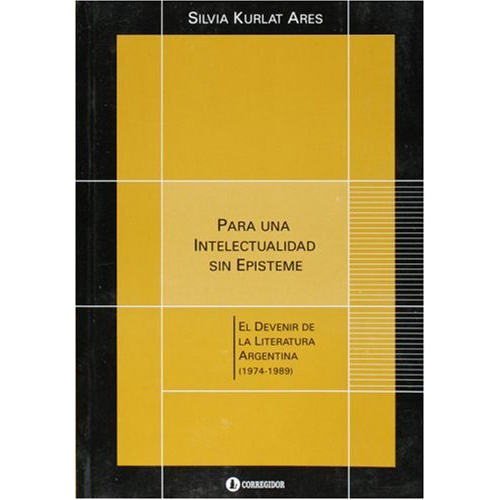 SILVIA KURLAT ARES
PARA UNA
INTELECTUALIDAD
SIN EPISTEME
EL DEVENIR DE
LA LITERATURA
ARGENTINA
(1974-1989)
CORREGIDOR